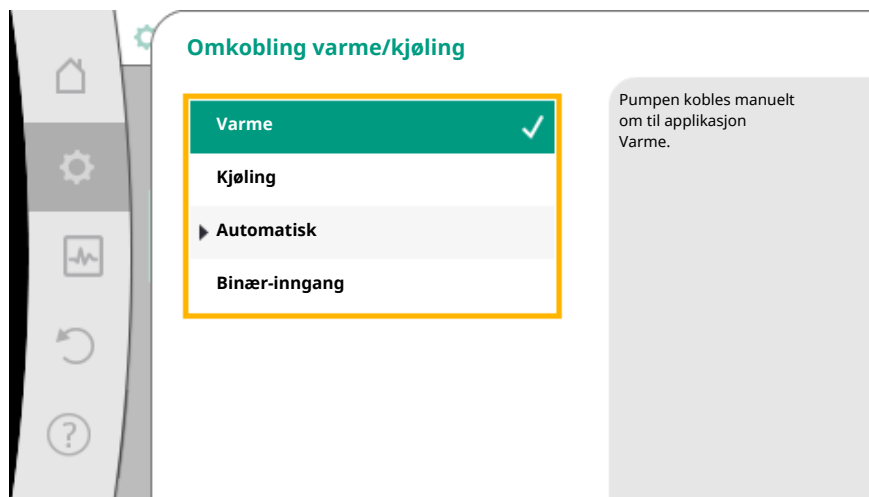 Omkobling varme/kjøling
Varme
Kjøling
Automatisk
Binær-inngang
Pumpen kobles manuelt
om til applikasjon
Varme.
?